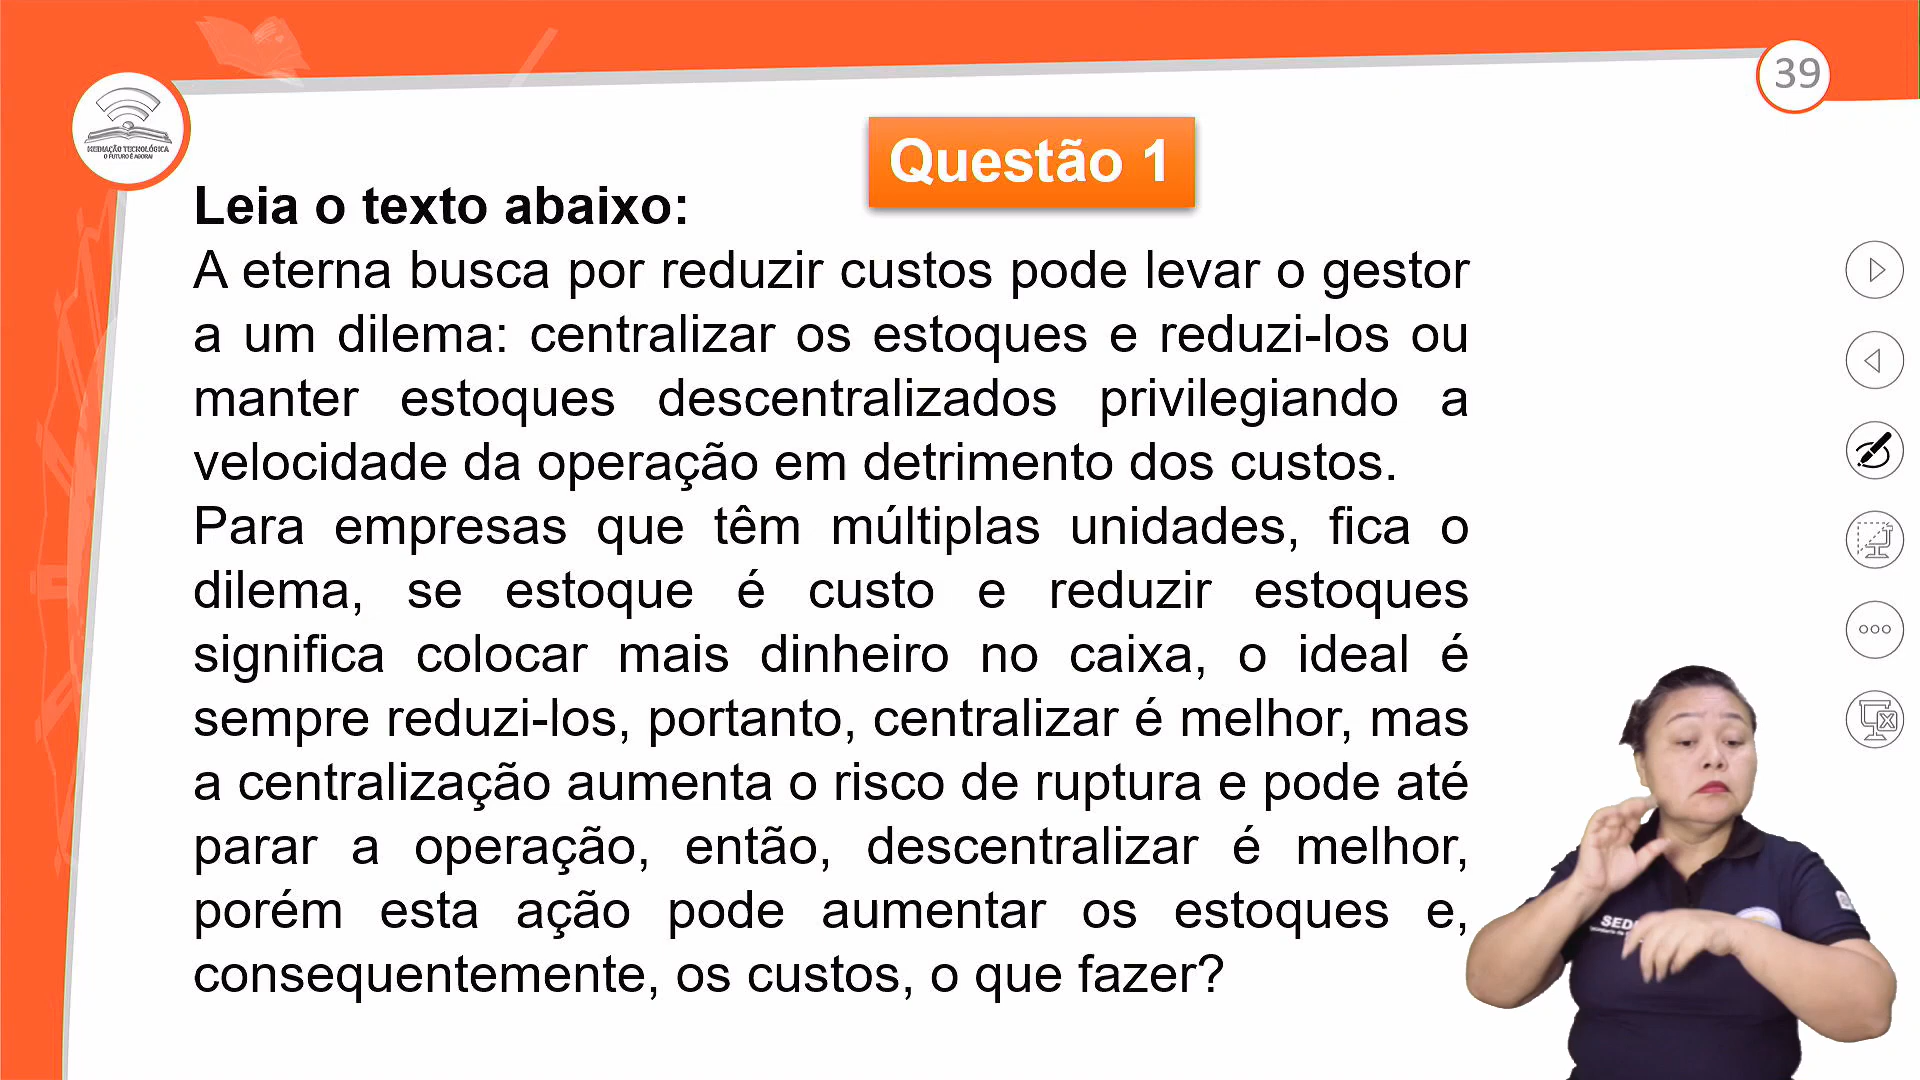 39
MEDIAÇÃO TECNOLÓGICA
O FUTURO É AGORA!
Questão 1
Leia o texto abaixo:
A eterna busca por reduzir custos pode levar o gestor
a um dilema: centralizar os estoques e reduzi-los ou
manter estoques descentralizados privilegiando a
velocidade da operação em detrimento dos custos.
Para empresas que têm múltiplas unidades, fica o
dilema, se estoque é custo e reduzir estoques
significa colocar mais dinheiro no caixa, o ideal é
sempre reduzi-los, portanto, centralizar é melhor, mas
a centralização aumenta o risco de ruptura e pode até
parar a operação, então, descentralizar é melhor,
porém esta ação pode aumentar os estoques e,
consequentemente, os custos, o que fazer?